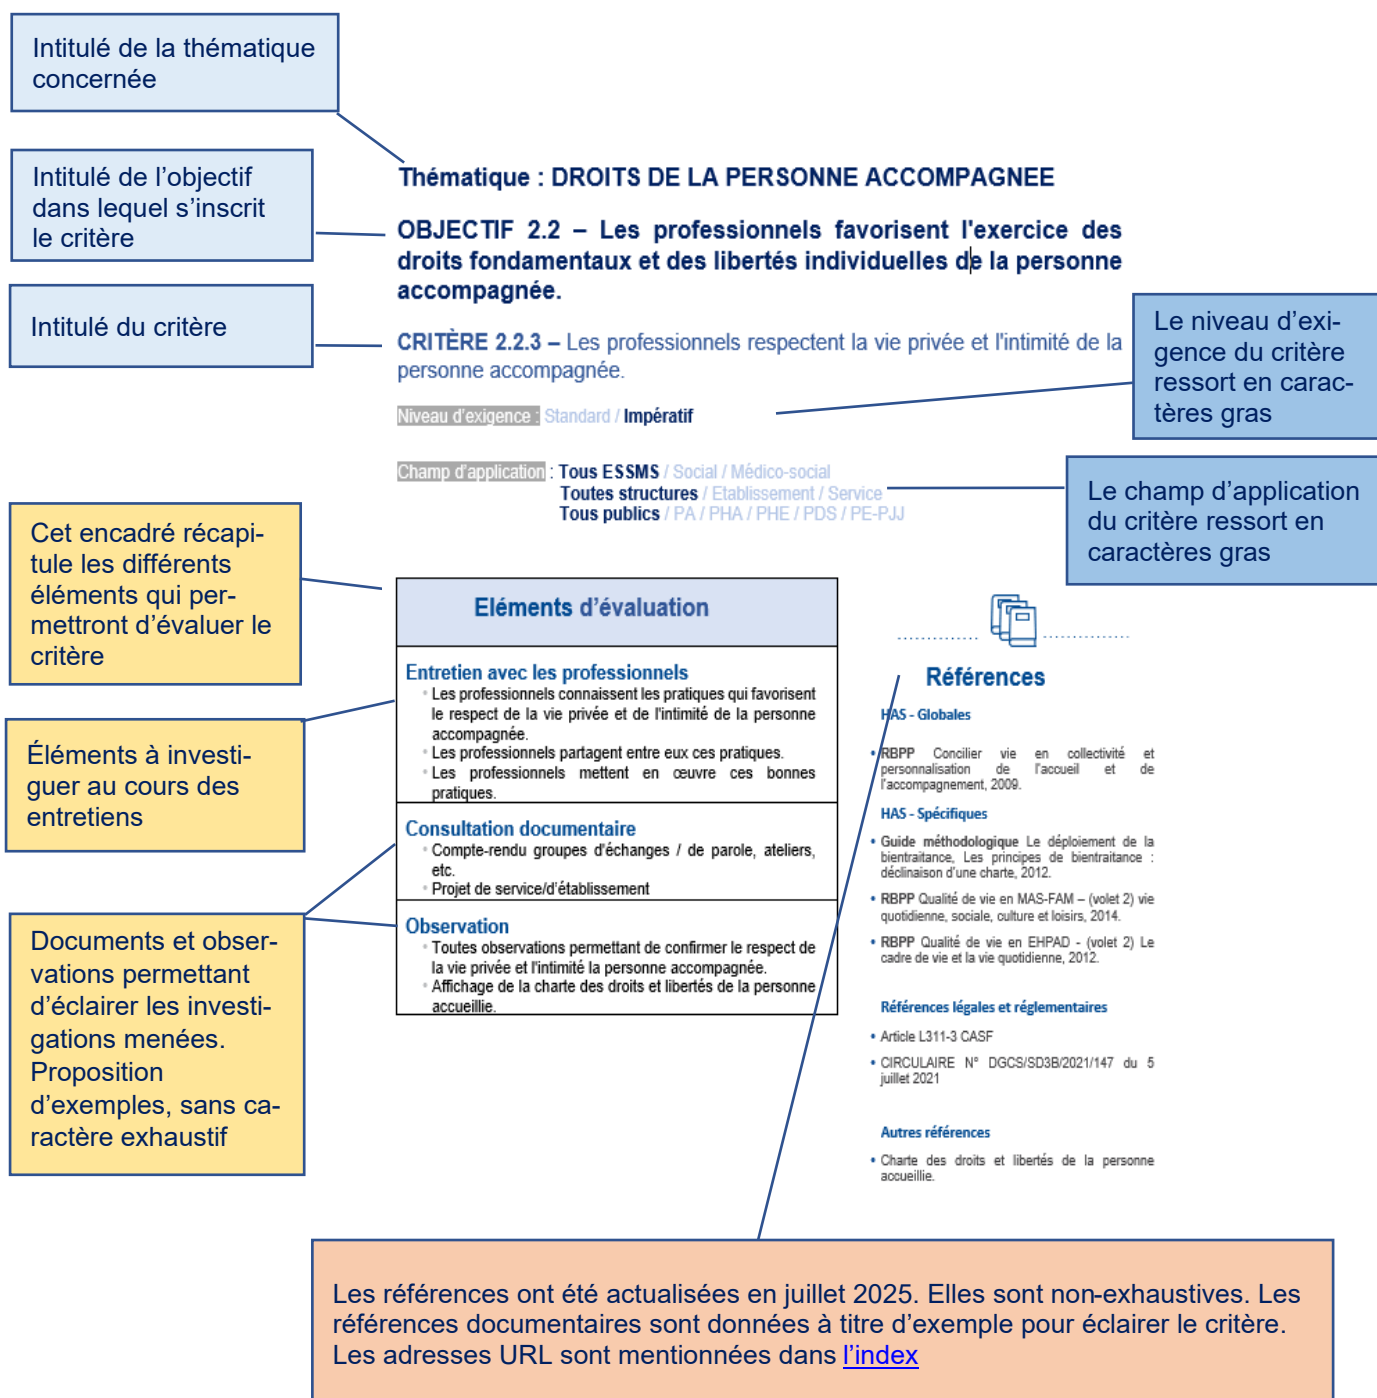 Intitulé de la thématique
concernée
Thématique : DROITS DE LA PERSONNE ACCOMPAGNEE
Intitulé de l’objectif
dans lequel s’inscrit
le critère
OBJECTIF 2.2 – Les professionnels favorisent l'exercice des
droits fondamentaux et des libertés individuelles de la personne
accompagnée.
Intitulé du critère
CRITÈRE 2.2.3 – Les professionnels respectent la vie privée et l'intimité de la
personne accompagnée.
Le niveau d’exi-
gence du critère
ressort en carac-
tères gras
Niveau d’exigence : Standard / Impératif
Champ d’application : Tous ESSMS / Social / Médico-social
Toutes structures / Etablissement / Service
Tous publics / PA / PHA / PHE / PDS / PE-PJJ
Le champ d’application
du critère ressort en
caractères gras
Cet encadré récapi-
tule les différents
éléments qui per-
mettront d’évaluer le
critère
Eléments d’évaluation
Entretien avec les professionnels
◦ Les professionnels connaissent les pratiques qui favorisent
le respect de la vie privée et de l'intimité de la personne
accompagnée.
◦ Les professionnels partagent entre eux ces pratiques.
◦ Les professionnels mettent en œuvre ces bonnes
pratiques.
Éléments à investi-
guer au cours des
entretiens
Consultation documentaire
◦ Compte-rendu groupes d'échanges / de parole, ateliers,
etc.
◦ Projet de service/d’établissement
Observation
◦ Toutes observations permettant de confirmer le respect de
la vie privée et l'intimité la personne accompagnée.
◦ Affichage de la charte des droits et libertés de la personne
accueillie.
Documents et obser-
vations permettant
d’éclairer les investi-
gations menées.
Proposition
d’exemples, sans ca-
ractère exhaustif
Références
HAS - Globales
• RBPP Concilier vie en collectivité et
personnalisation de l'accueil et de
l'accompagnement, 2009.
HAS - Spécifiques
• Guide méthodologique Le déploiement de la
bientraitance, Les principes de bientraitance :
déclinaison d’une charte, 2012.
• RBPP Qualité de vie en MAS-FAM – (volet 2) vie
quotidienne, sociale, culture et loisirs, 2014.
• RBPP Qualité de vie en EHPAD - (volet 2) Le
cadre de vie et la vie quotidienne, 2012.
Références légales et réglementaires
• Article L311-3 CASF
• CIRCULAIRE N° DGCS/SD3B/2021/147 du 5
juillet 2021
Autres références
• Charte des droits et libertés de la personne
accueillie.
Les références ont été actualisées en juillet 2025. Elles sont non-exhaustives. Les
références documentaires sont données à titre d’exemple pour éclairer le critère.
Les adresses URL sont mentionnées dans l’index